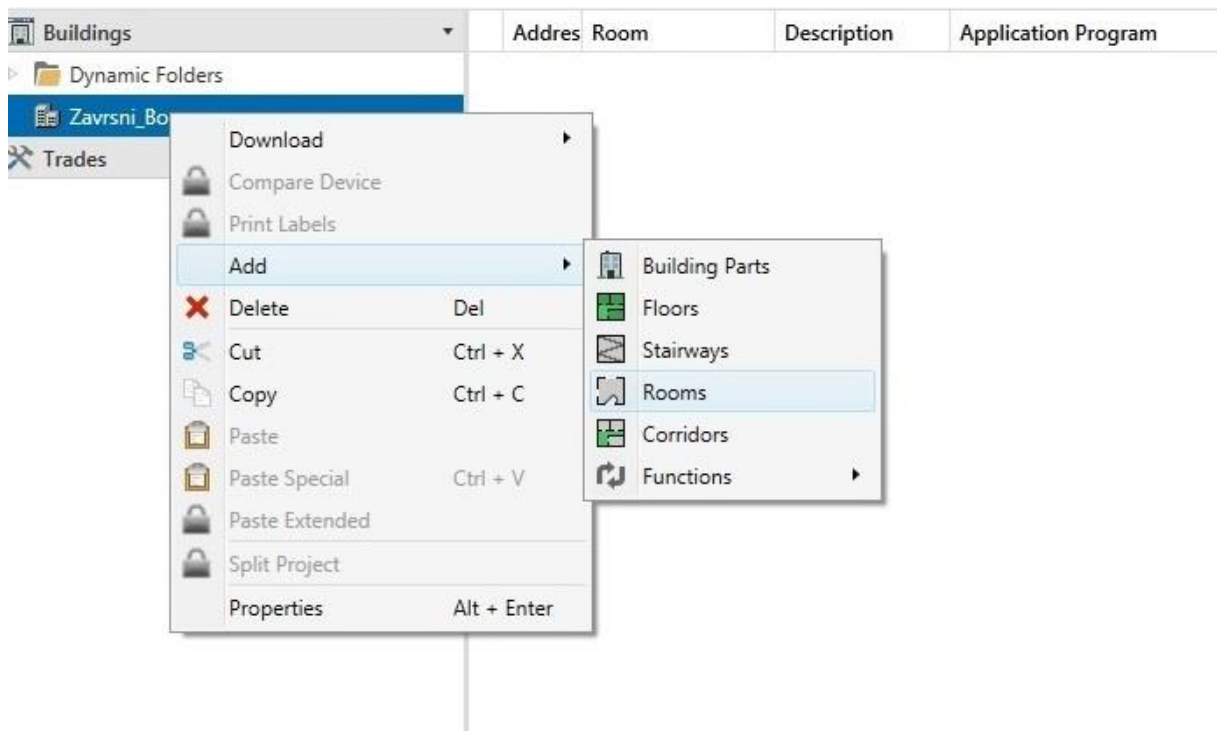 Buildings Addres Room Description Application Program
Dynamic Folders
Zavrsni_Bo
Trades
Download
Compare Device
Print Labels
Add
Delete Del
Cut Ctrl + X
Copy Ctrl + C
Paste
Paste Special Ctrl + V
Paste Extended
Split Project
Properties Alt + Enter
Building Parts
Floors
Stairways
Rooms
Corridors
Functions